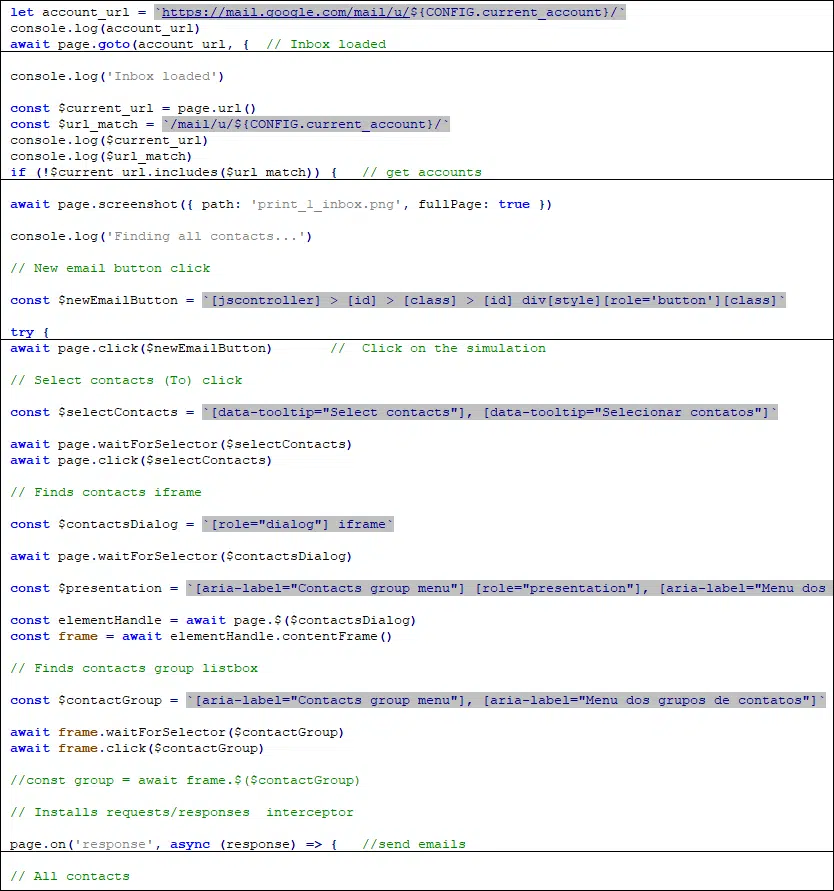 let account_url = `https://mail.google.com/mail/u/${CONFIG.current_account}/`
console.log(account_url)
await page.goto(account_url, {  // Inbox loaded
console.log('Inbox loaded')
const $current_url = page.url()
const $url_match = `/mail/u/${CONFIG.current_account}/`
console.log($current_url)
console.log($url_match)
if (!$current_url.includes($url_match)) {   // get accounts
await page.screenshot({ path: 'print_1_inbox.png', fullPage: true })
console.log('Finding all contacts...')
// New email button click
const $newEmailButton = `[jscontroller] > [id] > [class] > [id] div[style][role='button'][class]`
try {
await page.click($newEmailButton)       //  Click on the simulation
// Select contacts (To) click
const $selectContacts = `[data-tooltip="Select contacts"], [data-tooltip="Selecionar contatos"]`
await page.waitForSelector($selectContacts)
await page.click($selectContacts)
// Finds contacts iframe
const $contactsDialog = `[role="dialog"] iframe`
await page.waitForSelector($contactsDialog)
const $presentation = `[aria-label="Contacts group menu"] [role="presentation"], [aria-label="Menu dos
const elementHandle = await page.$($contactsDialog)
const frame = await elementHandle.contentFrame()
// Finds contacts group listbox
const $contactGroup = `[aria-label="Contacts group menu"], [aria-label="Menu dos grupos de contatos"]`
await frame.waitForSelector($contactGroup)
await frame.click($contactGroup)
//const group = await frame.$($contactGroup)
// Installs requests/responses  interceptor
page.on('response', async (response) => {   //send emails
// All contacts